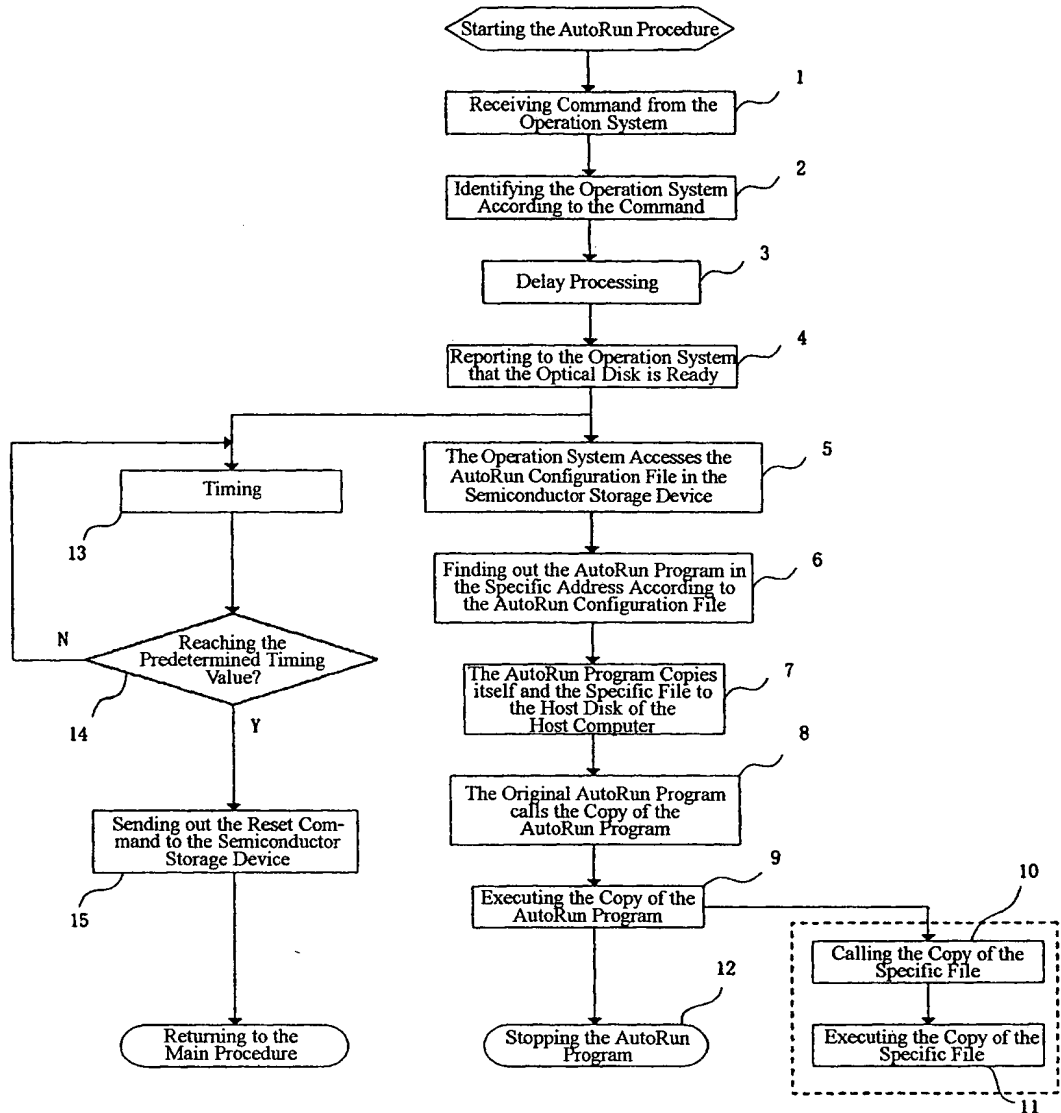 Starting the AutoRun Procedure
1
Receiving Command from the
Operation System
2
Identifying the Operation System
According to the Command
3
Delay Processing
4
Reporting to the Operation System
that the Optical Disk is Ready
5
The Operation System Accesses the
AutoRun Configuration File in the
Semiconductor Storage Device
Timing
13
6
Finding out the AutoRun Program in
the Specific Address According to
the AutoRun Configuration File
N
Reaching the
Predetermined Timing
Value?
14
Y
7
The AutoRun Program Copies
itself and the Specific File to
the Host Disk of the
Host Computer
8
The Original AutoRun Program
calls the Copy of the
AutoRun Program
Sending out the Reset Com-
mand to the Semiconductor
Storage Device
15
9
Executing the Copy of the
AutoRun Program
10
Calling the Copy of the
Specific File
12
Returning to the
Main Procedure
Stopping the AutoRun
Program
Executing the Copy of the
Specific File
11